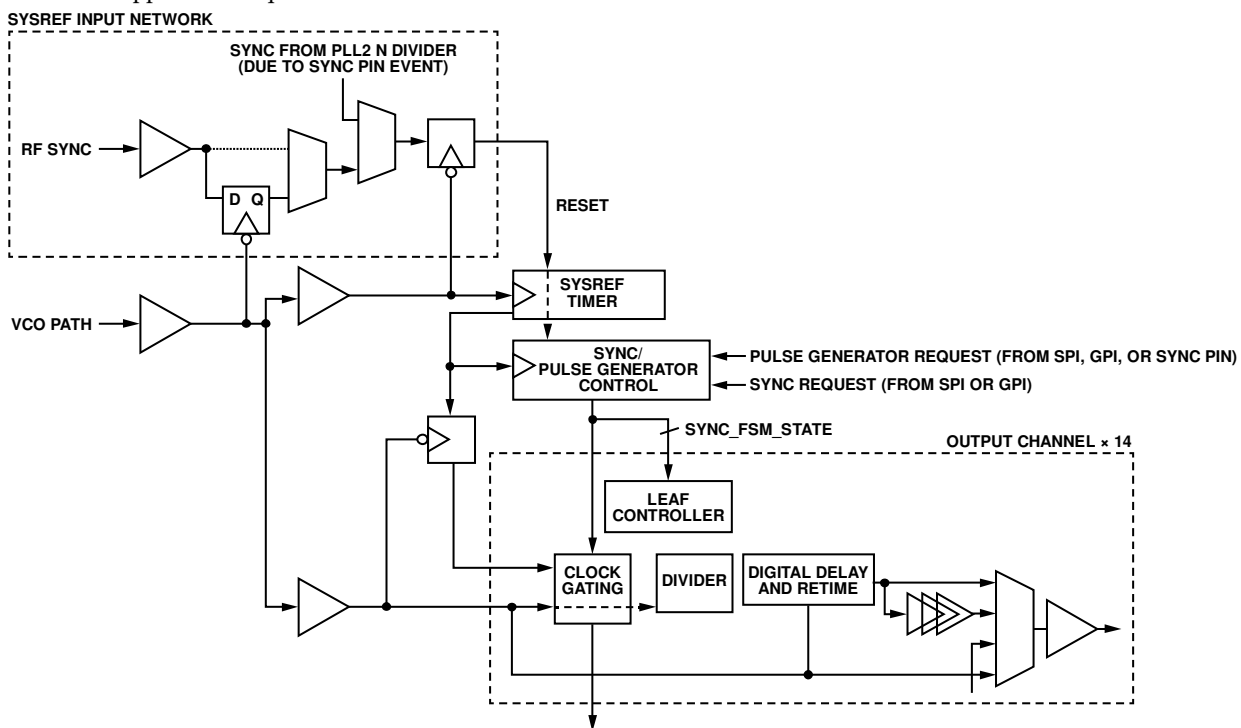 SYSREF INPUT NETWORK
SYNC FROM PLL2 N DIVIDER
(DUE TO SYNC PIN EVENT)
RF SYNC
D Q
RESET
SYSREF
TIMER
VCO PATH
SYNC/
PULSE GENERATOR
CONTROL
PULSE GENERATOR REQUEST (FROM SPI, GPI, OR SYNC PIN)
SYNC REQUEST (FROM SPI OR GPI)
SYNC_FSM_STATE
OUTPUT CHANNEL × 14
LEAF
CONTROLLER
CLOCK
GATING
DIVIDER
DIGITAL DELAY
AND RETIME